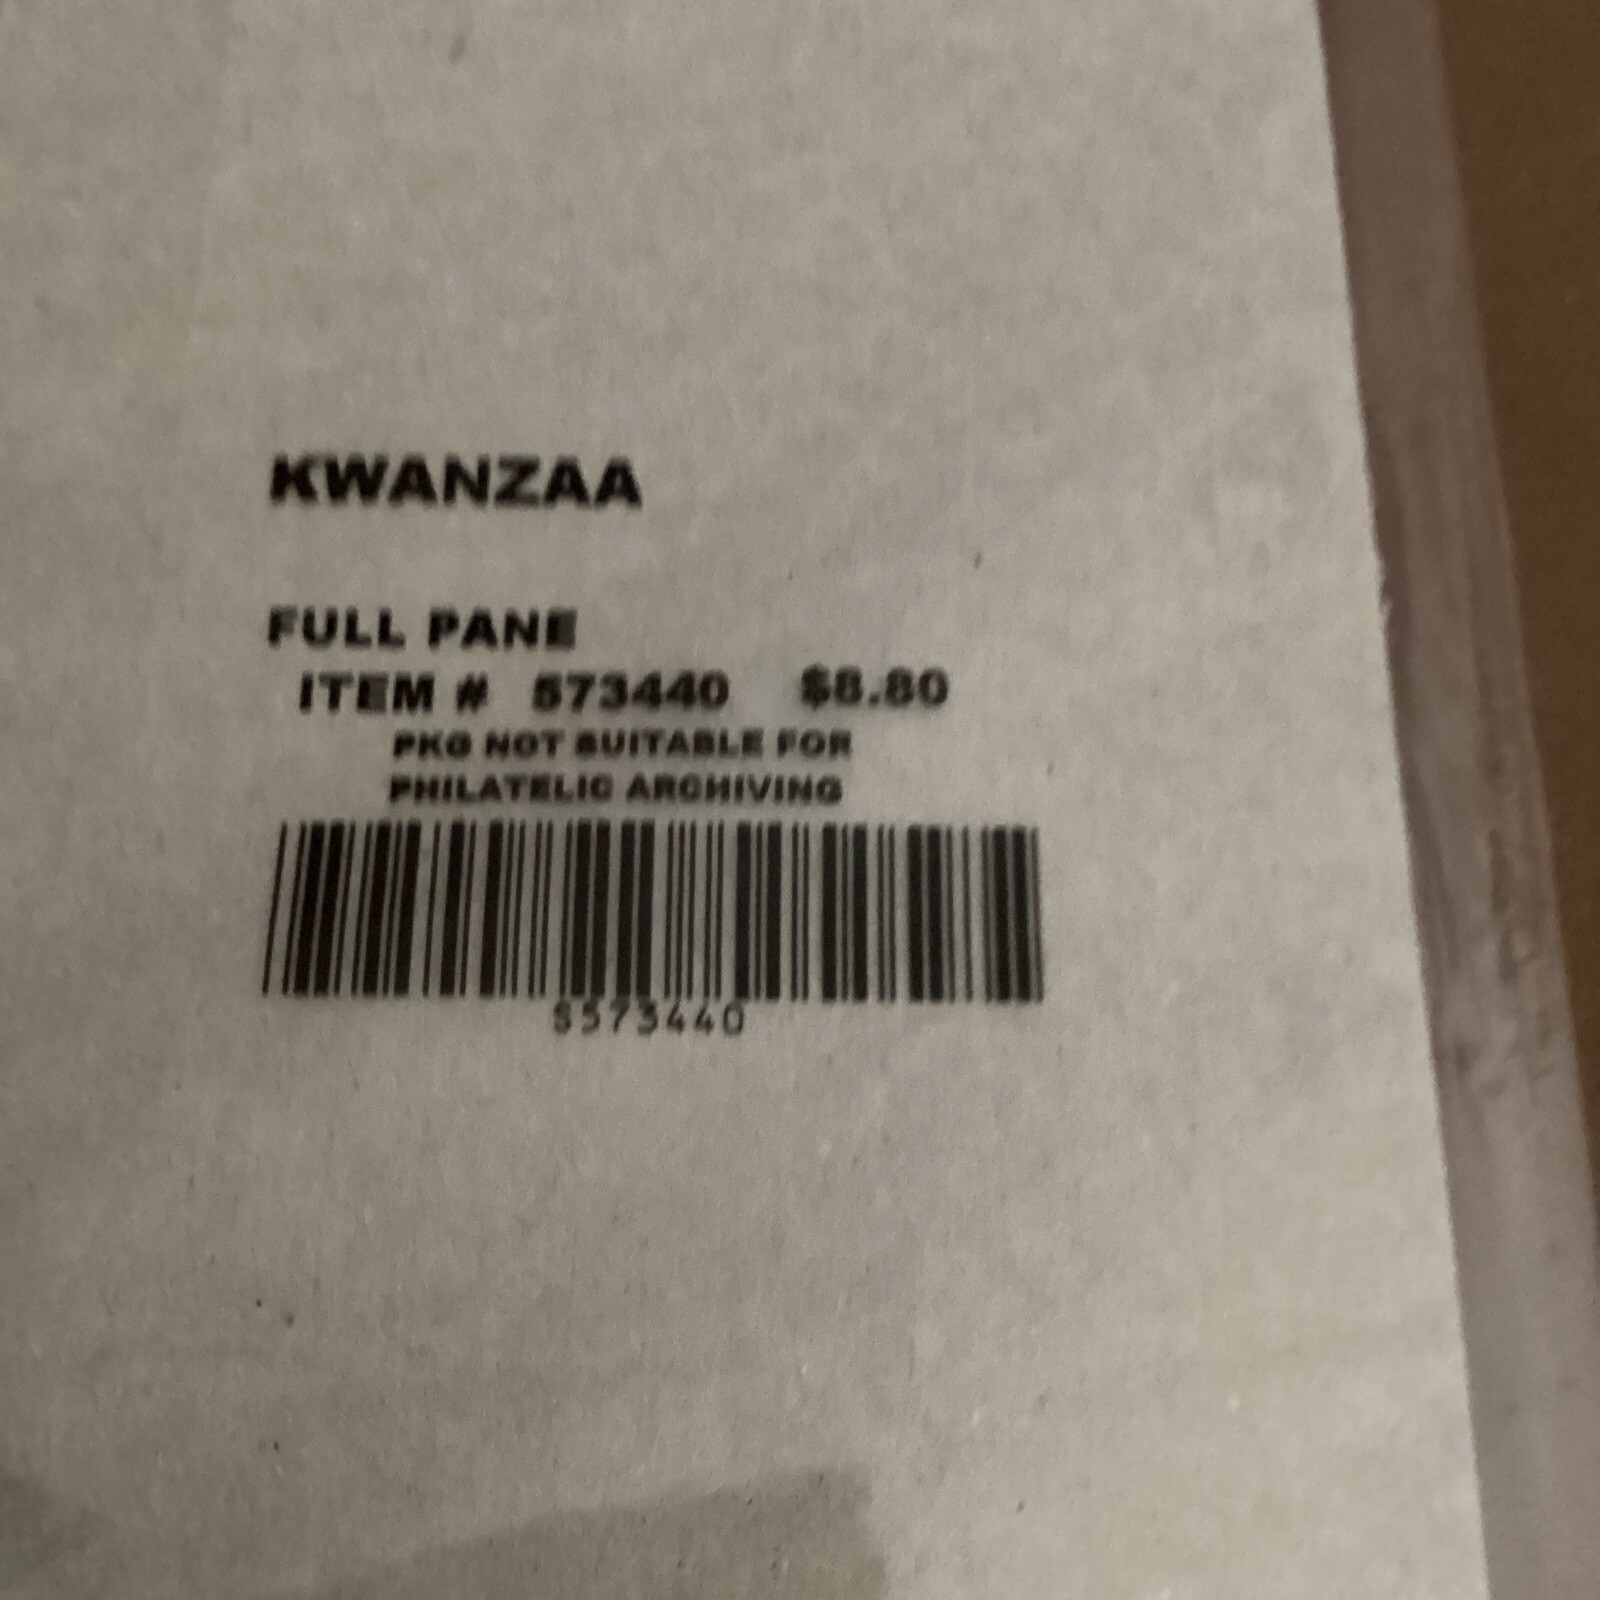 KWANZAA
FULL PANE
ITEM # 573440 $8.80
PKG NOT SUITABLE FOR
PHILATELIC ARCHIVING
S573440